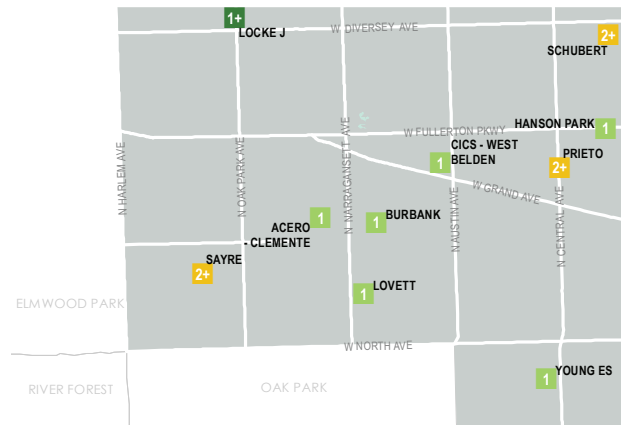 1+
LOCKE J
W DIVERSEY AVE
2+
SCHUBERT
HANSON PARK
1
W FULLERTON PKWY
CICS - WEST
BELDEN
1
PRIETO
2+
N HARLEM AVE
N OAK PARK AVE
N NARRAGANSETT AVE
N AUSTIN AVE
N CENTRAL AVE
W GRAND AVE
ACERO
- CLEMENTE
1
1
BURBANK
SAYRE
2+
1
LOVETT
ELMWOOD PARK
W NORTH AVE
RIVER FOREST
OAK PARK
1
YOUNG ES